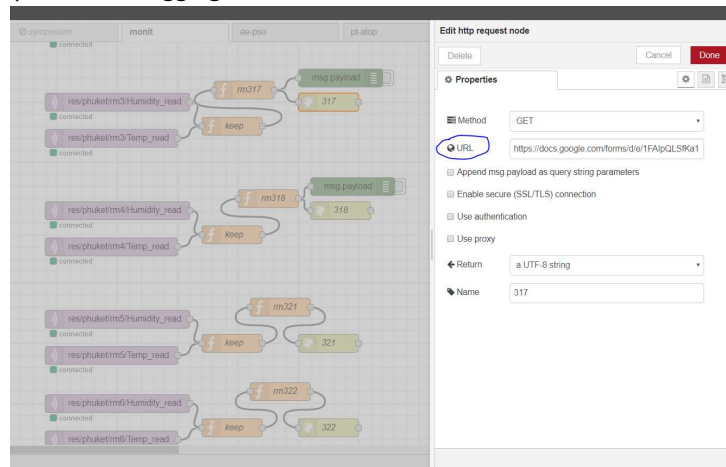 symposium
monit
ee-psu
pt-atop
connected
res/phuket/rm3/Humidity_read
connected
res/phuket/rm3/Temp_read
connected
rm317
keep
msg.payload
317
res/phuket/rm4/Humidity_read
connected
res/phuket/rm4/Temp_read
connected
rm318
keep
msg.payload
318
res/phuket/rm5/Humidity_read
connected
res/phuket/rm5/Temp_read
connected
rm321
keep
321
res/phuket/rm6/Humidity_read
connected
res/phuket/rm6/Temp_read
rm322
keep
322
Edit http request node
Delete
Cancel
Done
Properties
Method
GET
URL
https://docs.google.com/forms/d/e/1FAIpQLSfKa1
Append msg.payload as query string parameters
Enable secure (SSL/TLS) connection
Use authentication
Use proxy
Return
a UTF-8 string
Name
317